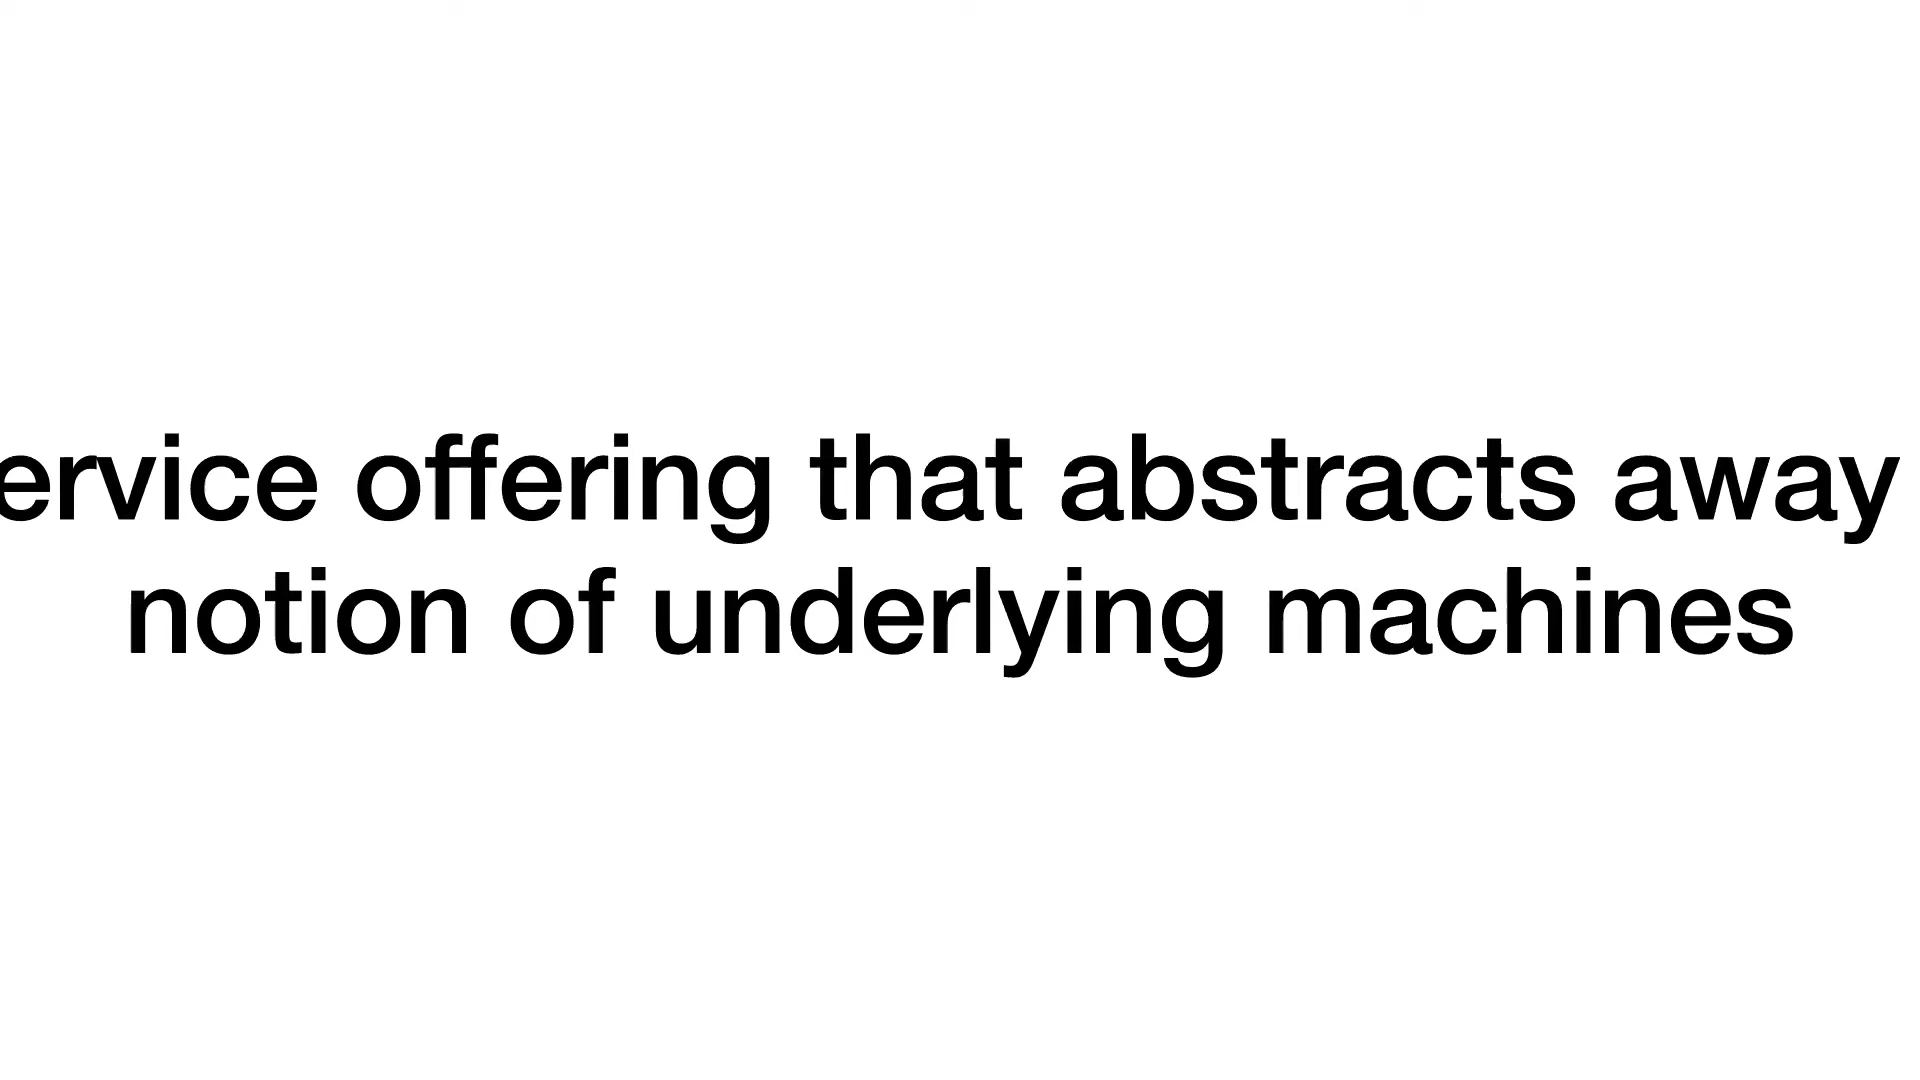 ervice offering that abstracts away
notion of underlying machines